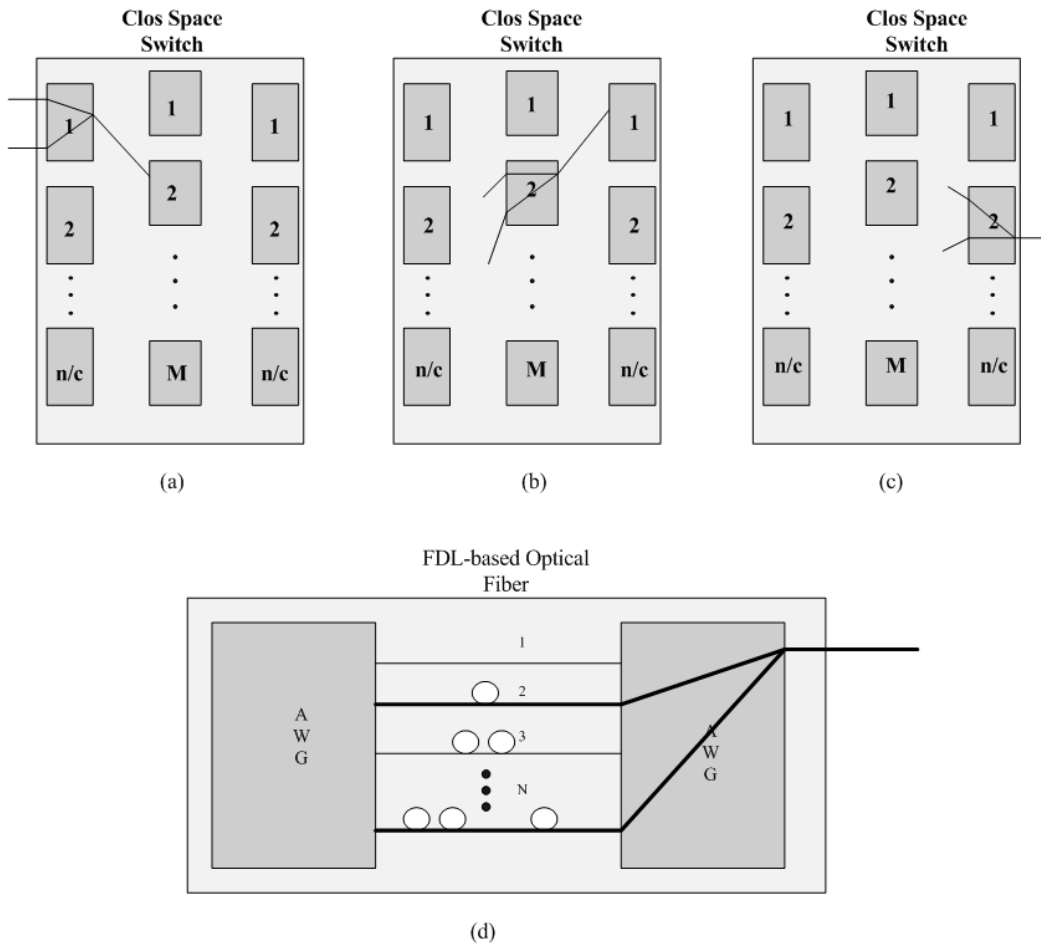 Clos Space
Switch
1
1
1
2
2
2
n/c
M
n/c
(a)
Clos Space
Switch
1
1
1
2
2
2
n/c
M
n/c
(b)
Clos Space
Switch
1
1
1
2
2
2
n/c
M
n/c
(c)
FDL-based Optical
Fiber
1
2
3
N
A
W
G
A
W
G
(d)